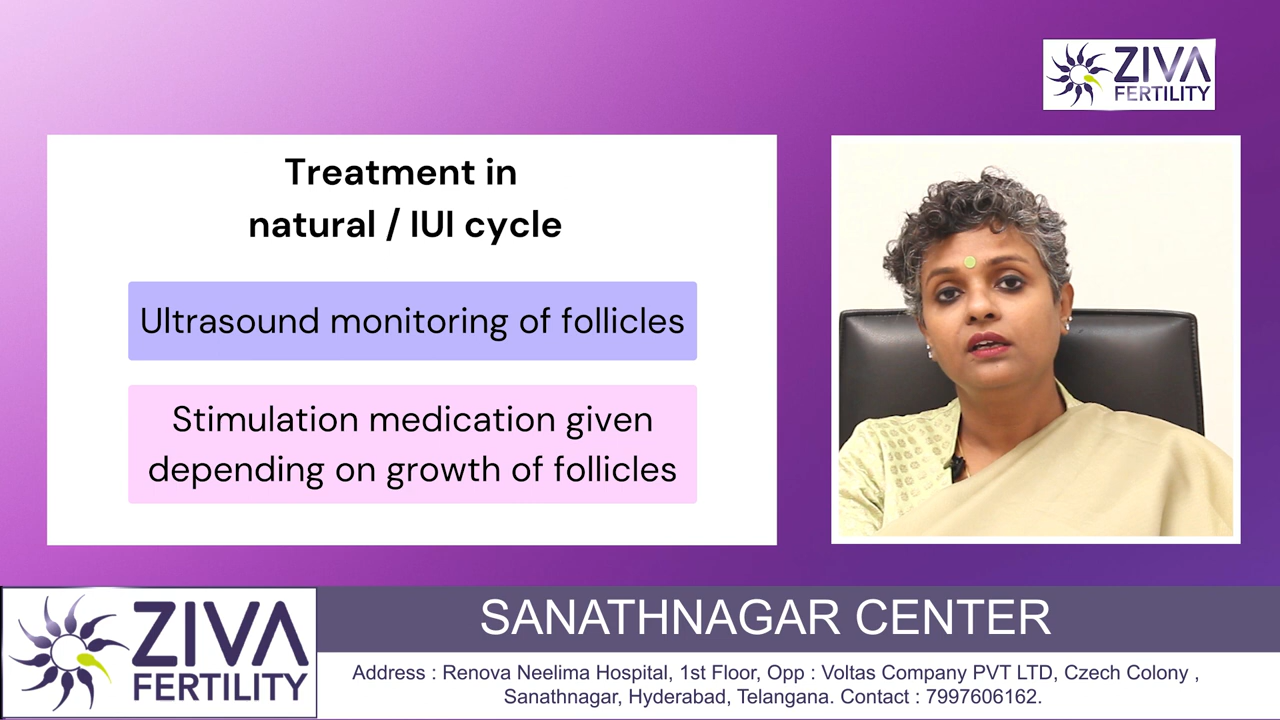 ZIVA
FERTILITY
Treatment in
natural / IUI cycle
Ultrasound monitoring of follicles
Stimulation medication given
depending on growth of follicles
ZIVA
FERTILITY
SANATHNAGAR CENTER
Address : Renova Neelima Hospital, 1st Floor, Opp : Voltas Company PVT LTD, Czech Colony ,
Sanathnagar, Hyderabad, Telangana. Contact : 7997606162.